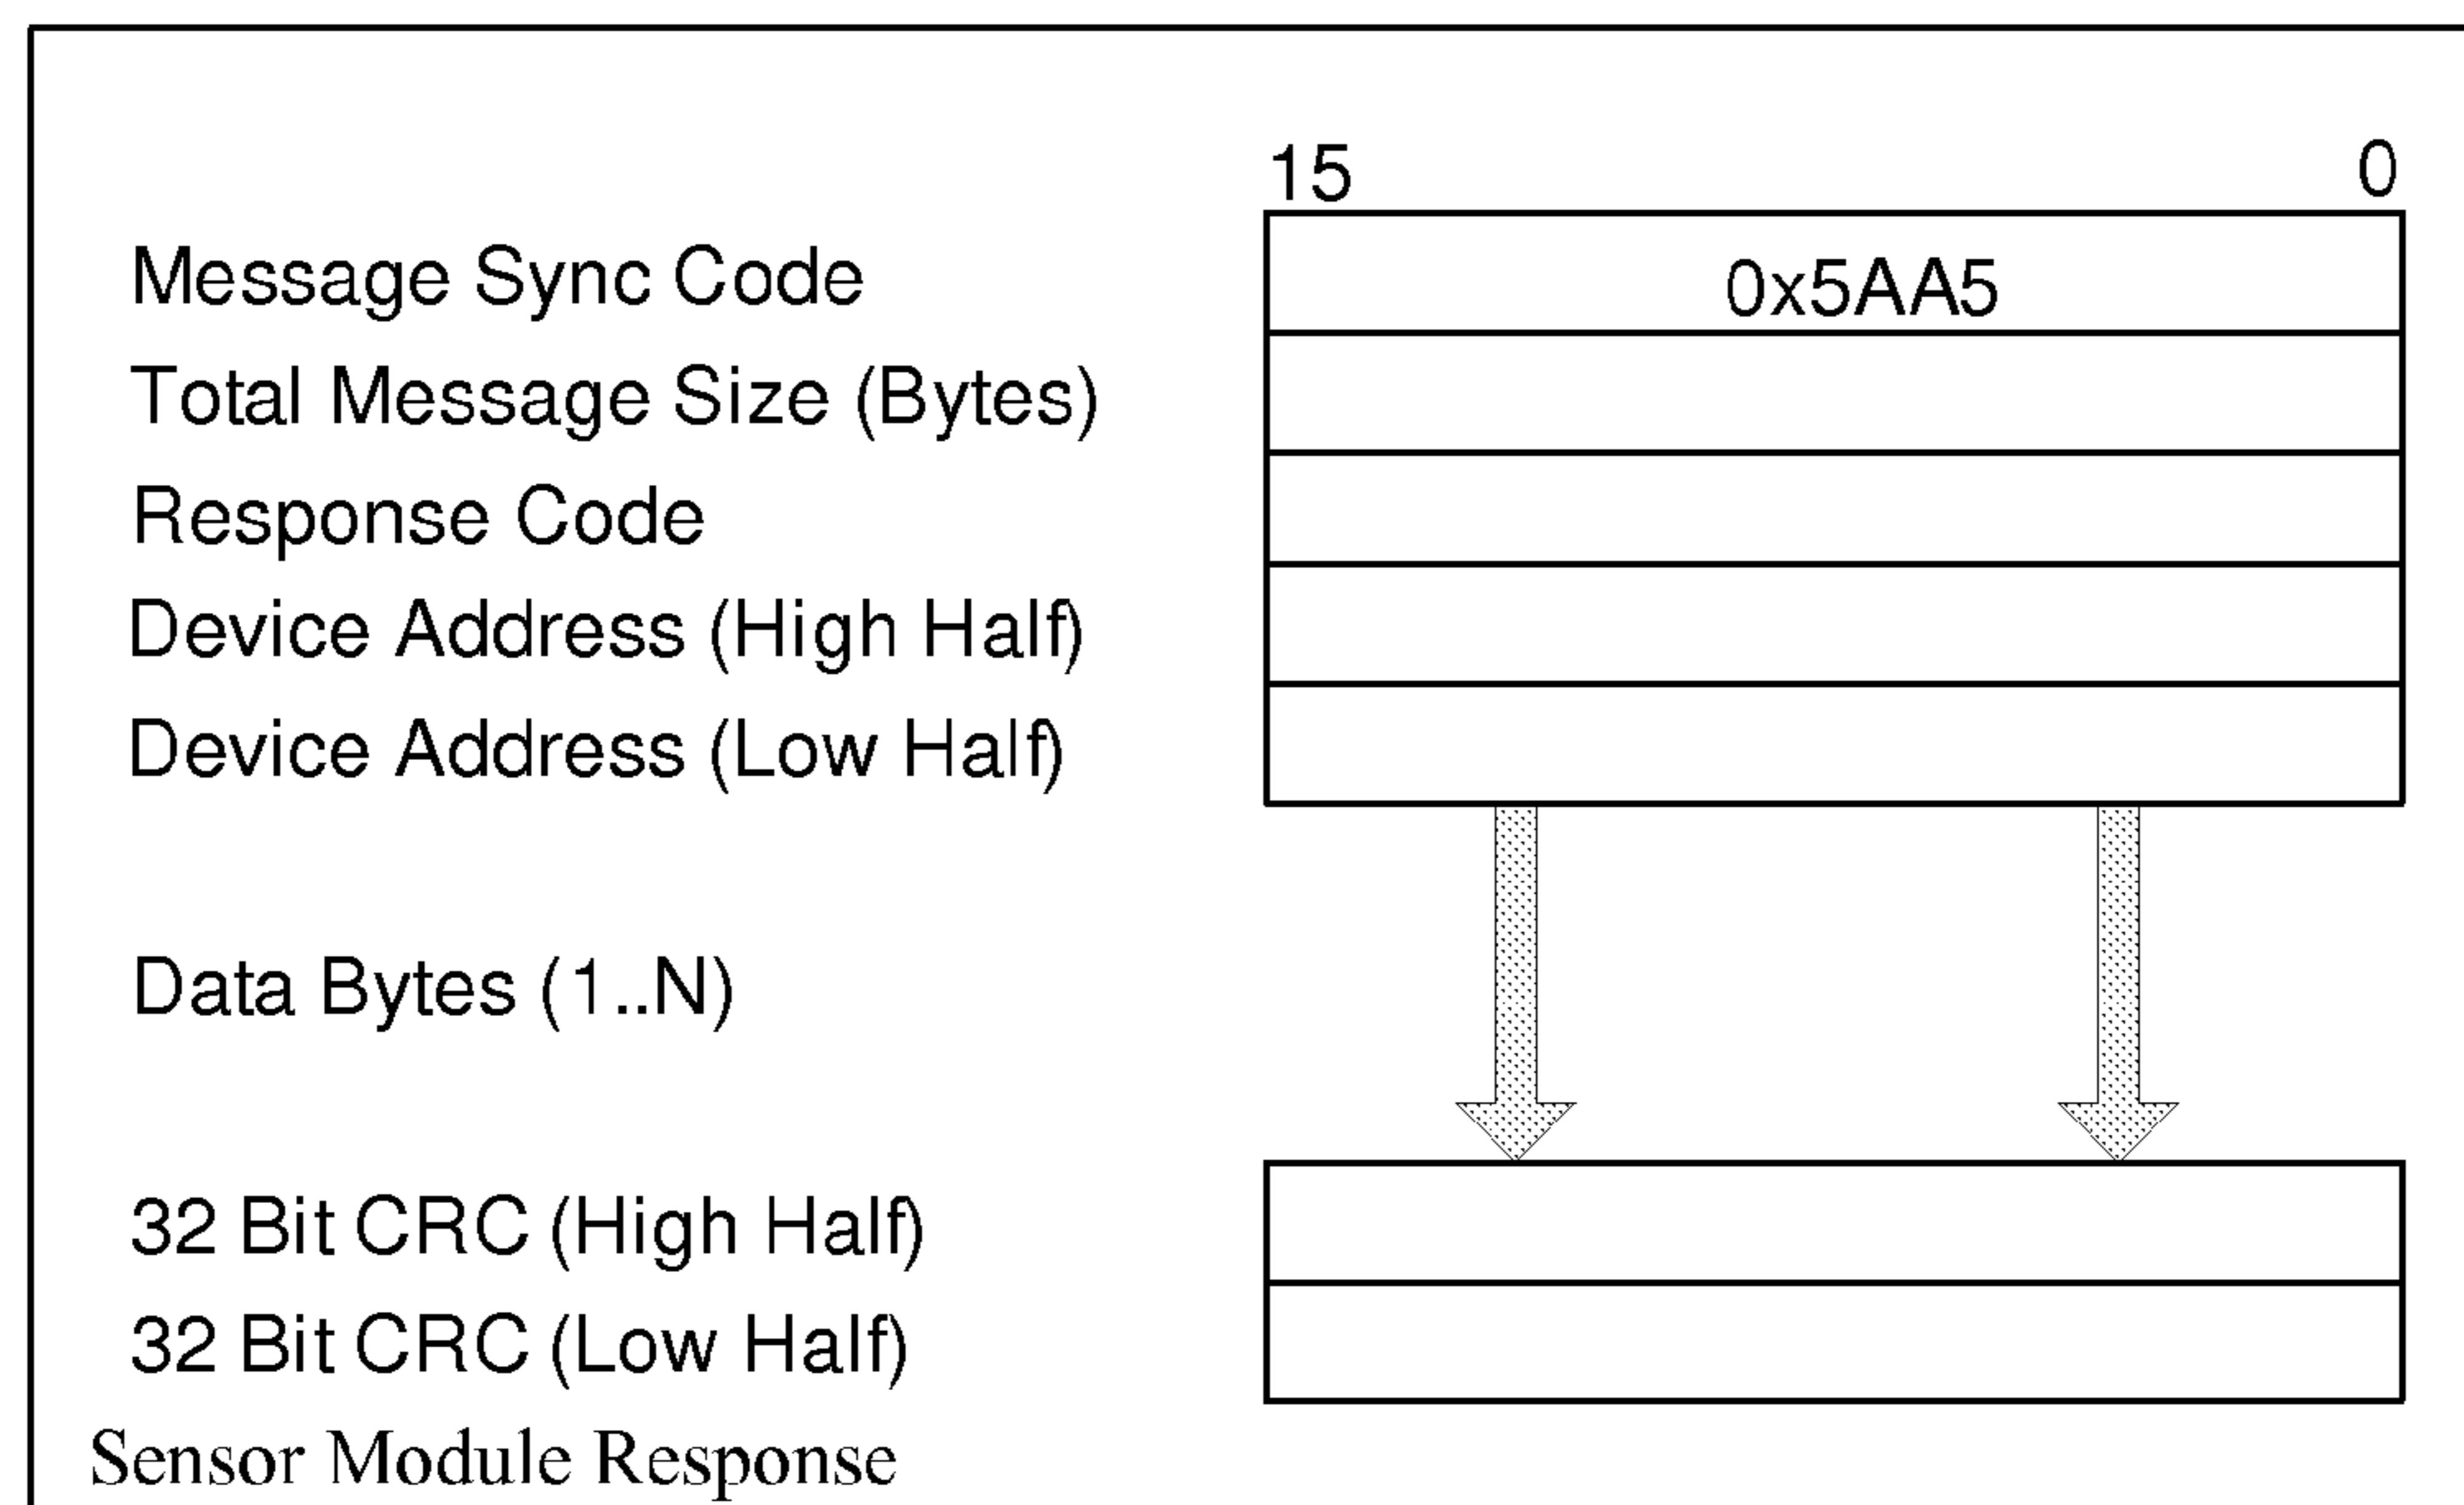 15 0
Message Sync Code 0x5AA5
Total Message Size (Bytes)
Response Code
Device Address (High Half)
Device Address (Low Half)
Data Bytes (1..N)
32 Bit CRC (High Half)
32 Bit CRC (Low Half)
Sensor Module Response